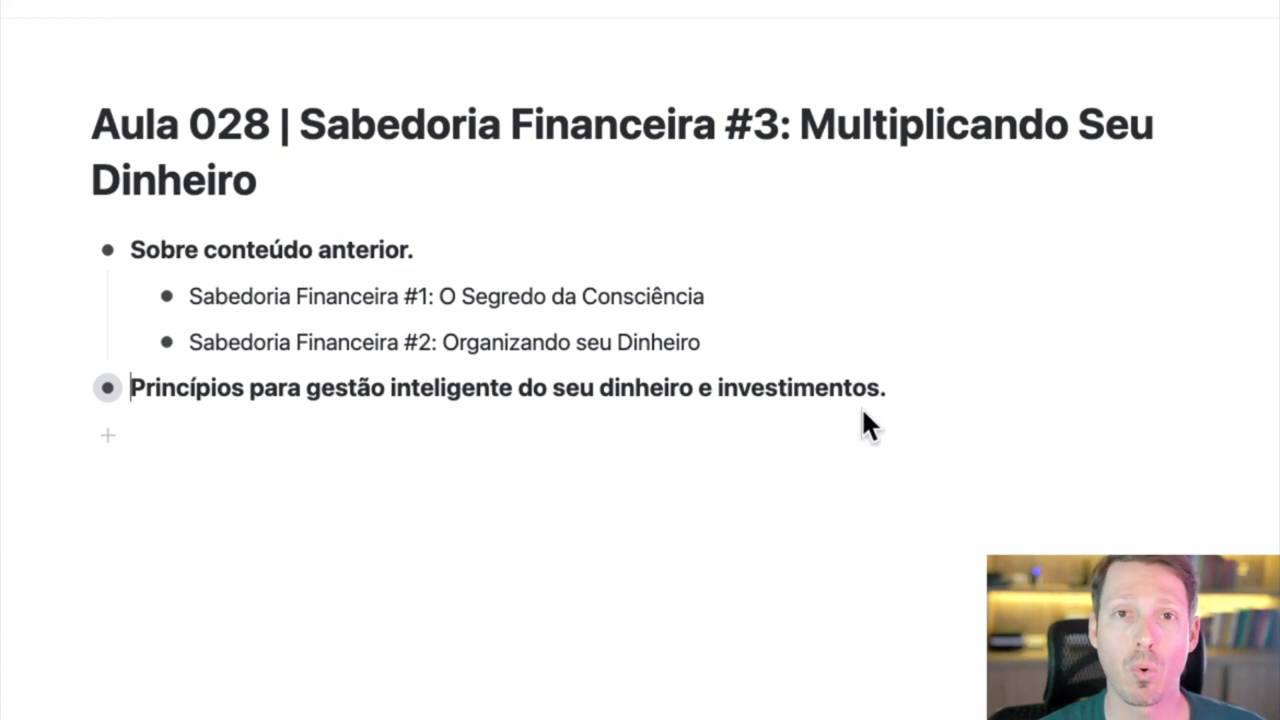 Aula 028 | Sabedoria Financeira #3: Multiplicando Seu
Dinheiro
Sobre conteúdo anterior.
Sabedoria Financeira #1: O Segredo da Consciência
Sabedoria Financeira #2: Organizando seu Dinheiro
Princípios para gestão inteligente do seu dinheiro e investimentos.